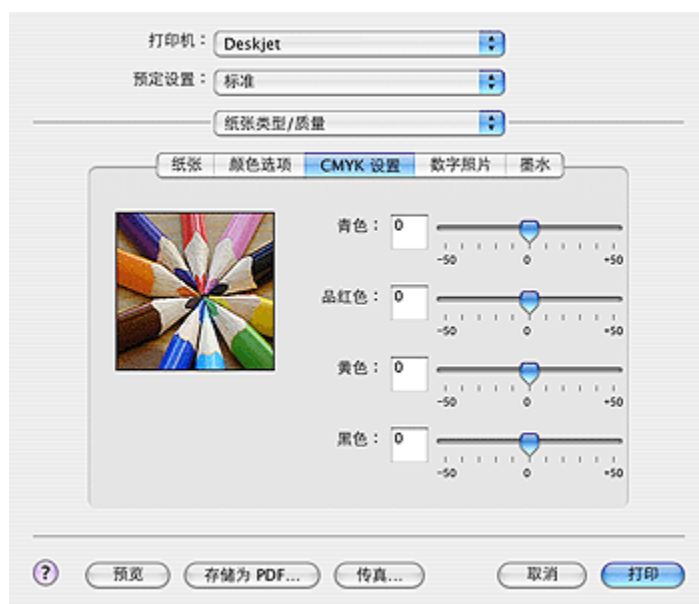 打印机： Deskjet
预定设置： 标准
纸张类型/质量
纸张 颜色选项 CMYK 设置 数字照片 墨水
青色： 0
-50 0 +50
品红色： 0
-50 0 +50
黄色： 0
-50 0 +50
黑色： 0
-50 0 +50
? 预览 存储为 PDF... 传真... 取消 打印